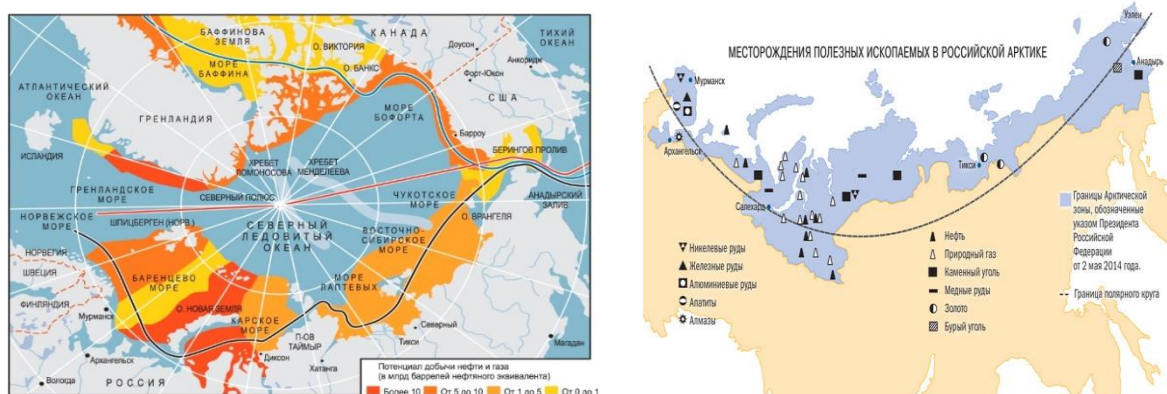 БАФФИНОВА
ЗЕМЛЯ
О. ВИКТОРИЯ
КАНАДА
Доусон
ТИХИЙ
ОКЕАН
МОРЕ
БАФФИНА
О. БАНКС
Форт-Юкон
Анкоридж
АТЛАНТИЧЕСКИЙ
ОКЕАН
ГРЕНЛАНДИЯ
США
МОРЕ
БОФОРТА
Барроу
ИСЛАНДИЯ
БЕРИНГОВ ПРОЛИВ
ХРЕБЕТ
ЛОМОНОСОВА
ХРЕБЕТ
МЕНДЕЛЕЕВА
ГРЕНЛАНДСКОЕ
МОРЕ
СЕВЕРНЫЙ ПОЛЮС
ЧУКОТСКОЕ
МОРЕ
АНАДЫРСКИЙ
ЗАЛИВ
НОРВЕЖСКОЕ
МОРЕ
ШПИЦБЕРГЕН (НОРВ.)
О. ВРАНГЕЛЯ
СЕВЕРНЫЙ
ЛЕДОВИТЫЙ
ОКЕАН
ВОСТОЧНО-
СИБИРСКОЕ
МОРЕ
НОРВЕГИЯ
ШВЕЦИЯ
БАРЕНЦЕВО
МОРЕ
МОРЕ
ЛАПТЕВЫХ
ФИНЛЯНДИЯ
О. НОВАЯ ЗЕМЛЯ
Мурманск
КАРСКОЕ
МОРЕ
П-ОВ
ТАЙМЫР
Северный
Тикси
Магадан
Архангельск
Диксон
Хатанга
Вологда
РОССИЯ
Потенциал добычи нефти и газа
(в млрд баррелей нефтяного эквивалента)
Более 10
От 5 до 10
От 1 до 5
От 0 до 1
МЕСТОРОЖДЕНИЯ ПОЛЕЗНЫХ ИСКОПАЕМЫХ В РОССИЙСКОЙ АРКТИКЕ
Уэлен
Анадырь
Мурманск
Архангельск
Салехард
Тикси
Никелевые руды
Железные руды
Алюминиевые руды
Апатиты
Алмазы
Нефть
Природный газ
Каменный уголь
Медные руды
Золото
Бурый уголь
Границы Арктической
зоны, обозначенные
указом Президента
Российской
Федерации
от 2 мая 2014 года.
Граница полярного круга